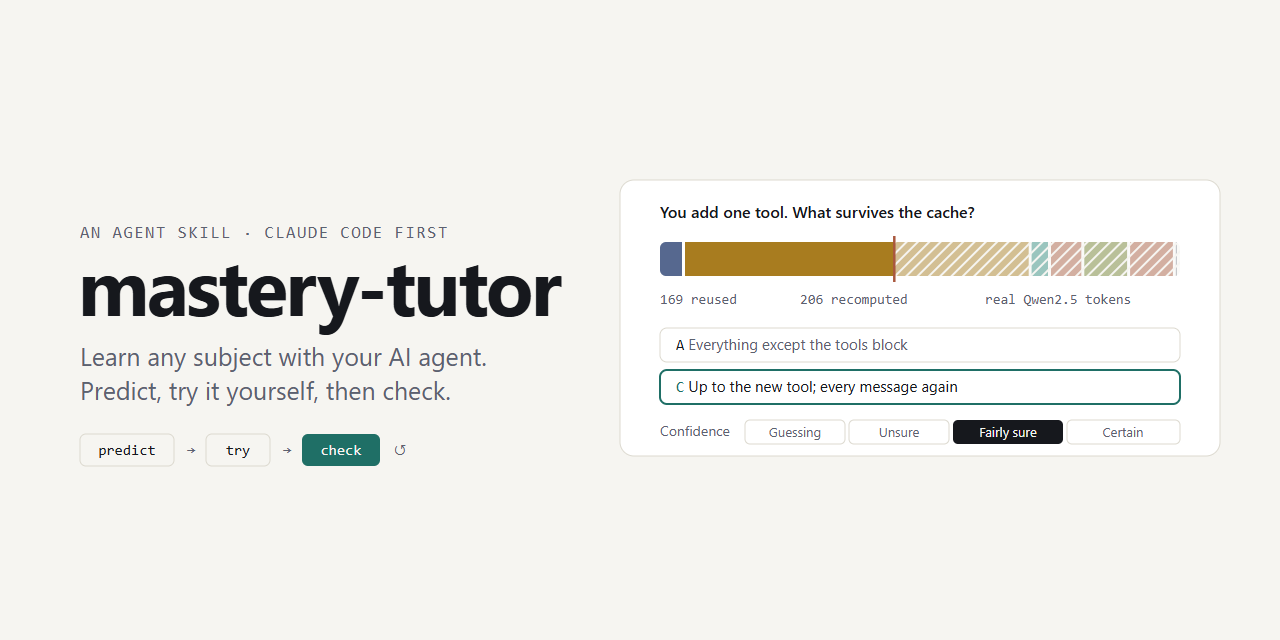 AN AGENT SKILL · CLAUDE CODE FIRST
mastery-tutor
Learn any subject with your AI agent.
Predict, try it yourself, then check.
predict → try → check ↺
You add one tool. What survives the cache?
169 reused 206 recomputed real Qwen2.5 tokens
A Everything except the tools block
C Up to the new tool; every message again
Confidence Guessing Unsure Fairly sure Certain